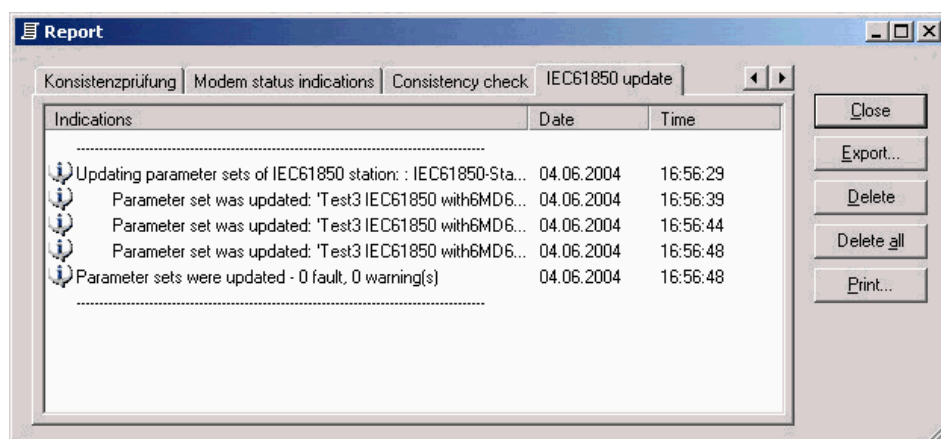 Report
Konsistenzprüfung Modem status indications Consistency check IEC61850 update
Indications Date Time
Updating parameter sets of IEC61850 station: : IEC61850-Sta... 04.06.2004 16:56:29
Parameter set was updated: 'Test3 IEC61850 with6MD6... 04.06.2004 16:56:39
Parameter set was updated: 'Test3 IEC61850 with6MD6... 04.06.2004 16:56:44
Parameter set was updated: 'Test3 IEC61850 with6MD6... 04.06.2004 16:56:48
Parameter sets were updated - 0 fault, 0 warning(s) 04.06.2004 16:56:48
Close
Export...
Delete
Delete all
Print...